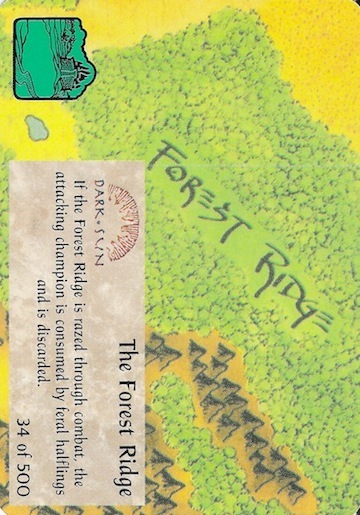 FOREST RIDGE
The Forest Ridge
DARK • SUN
If the Forest Ridge is razed through combat, the
attacking champion is consumed by feral halflings
and is discarded.
34 of 500